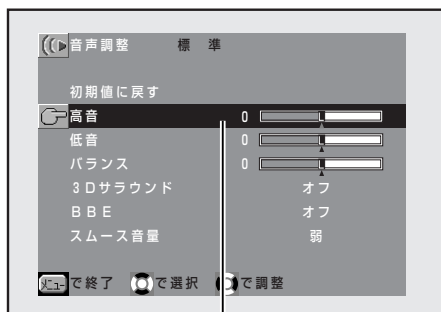 音声調整 標 準
初期値に戻す
高音 0
低音 0
バランス 0
3Dサラウンド オフ
BBE オフ
スムース音量 弱
メニュー で終了 で選択 で調整